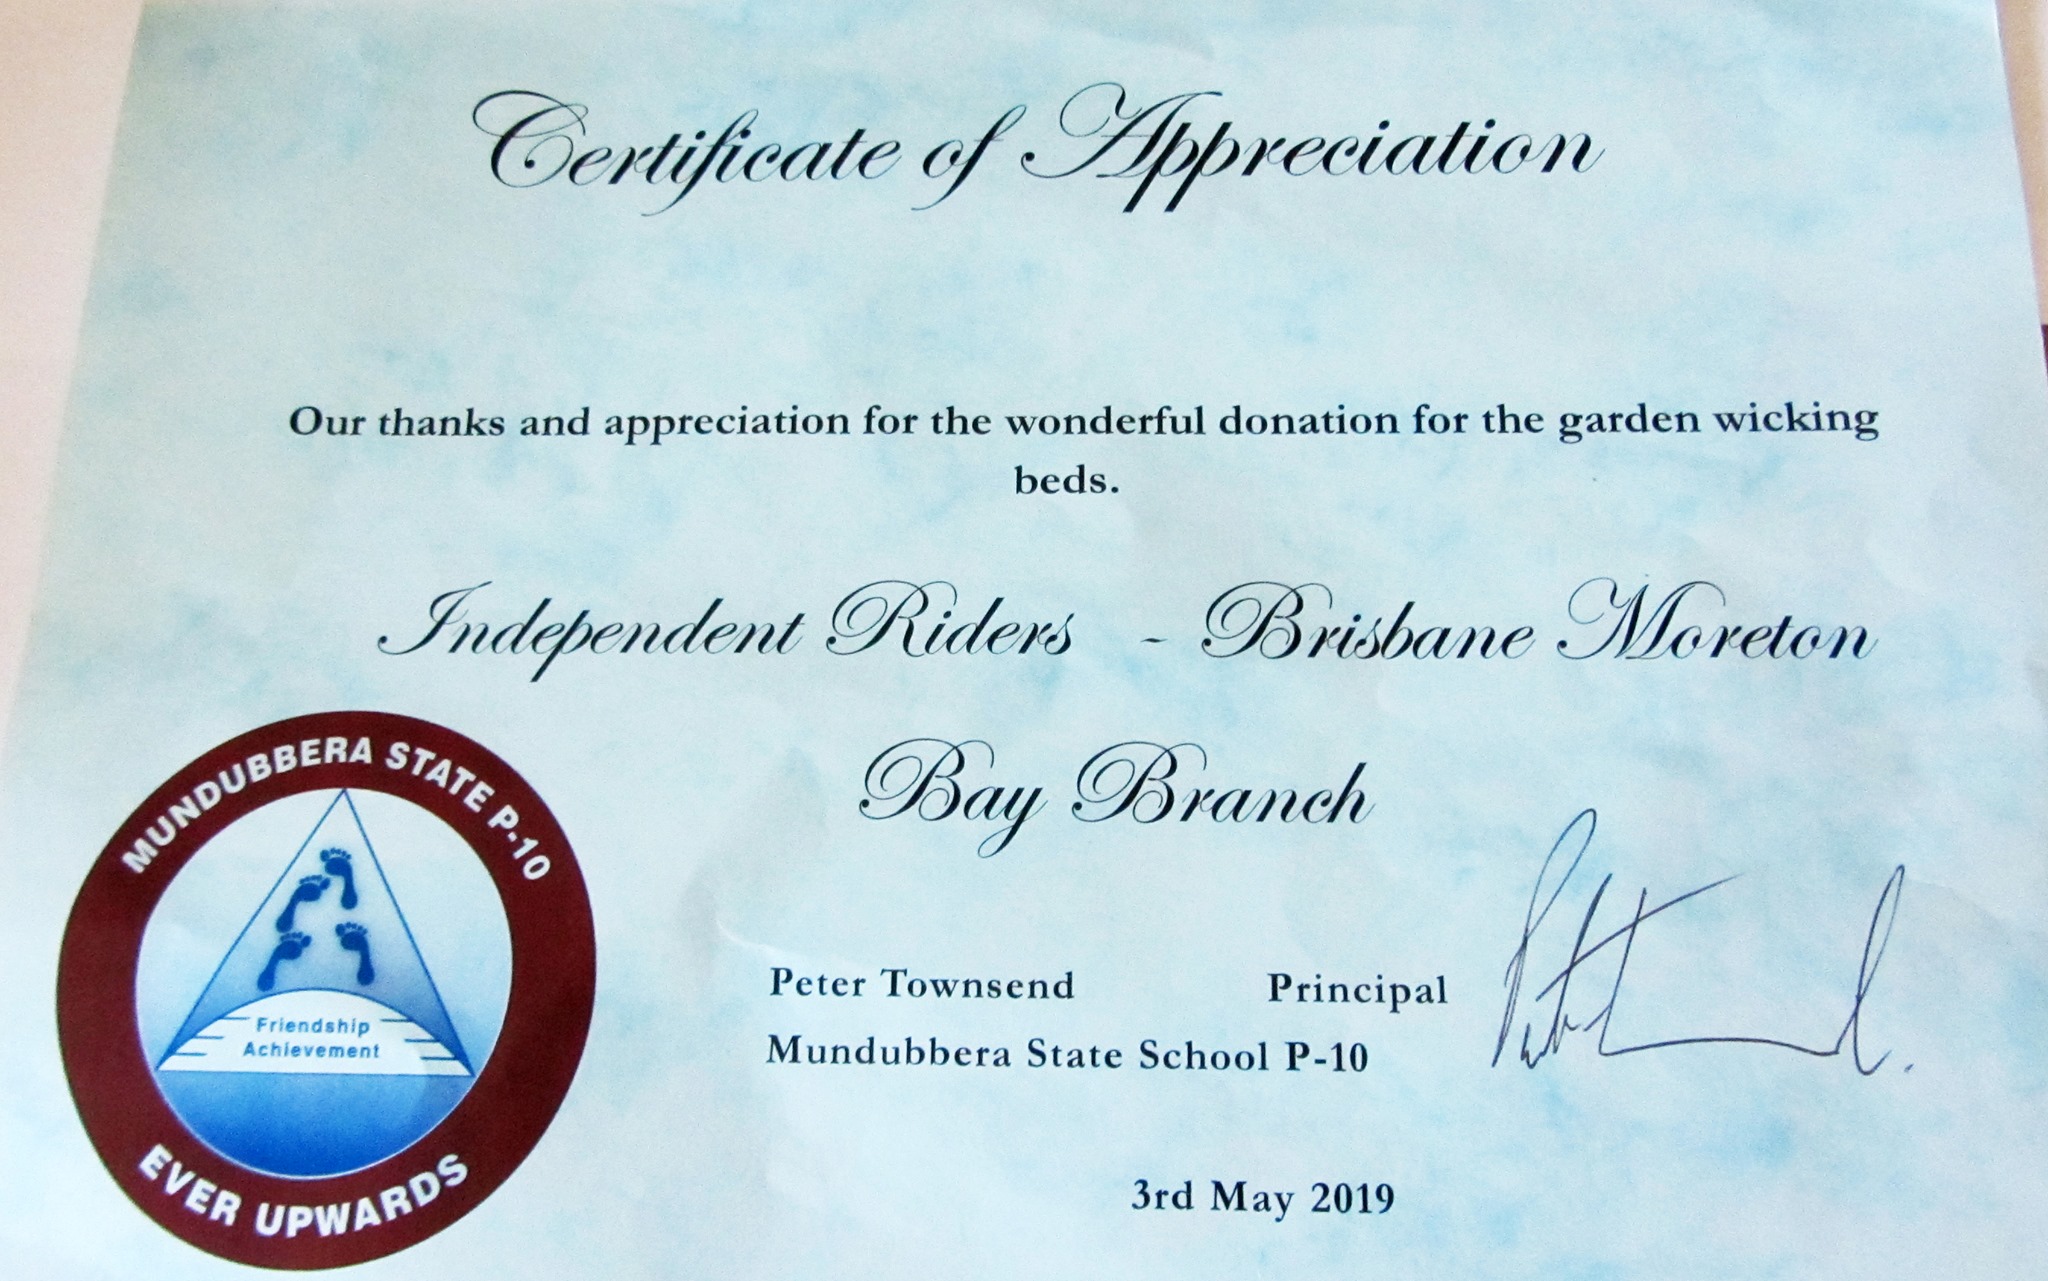 Certificate of Appreciation
Our thanks and appreciation for the wonderful donation for the garden wicking
beds.
Independent Riders - Brisbane Moreton
Bay Branch
MUNDUBBERA STATE P-10
Friendship
Achievement
EVER UPWARDS
Peter Townsend Principal
Mundubbera State School P-10
3rd May 2019